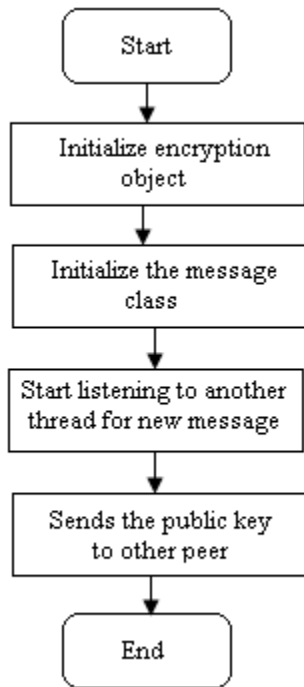 Start
Initialize encryption
object
Initialize the message
class
Start listening to another
thread for new message
Sends the public key
to other peer
End